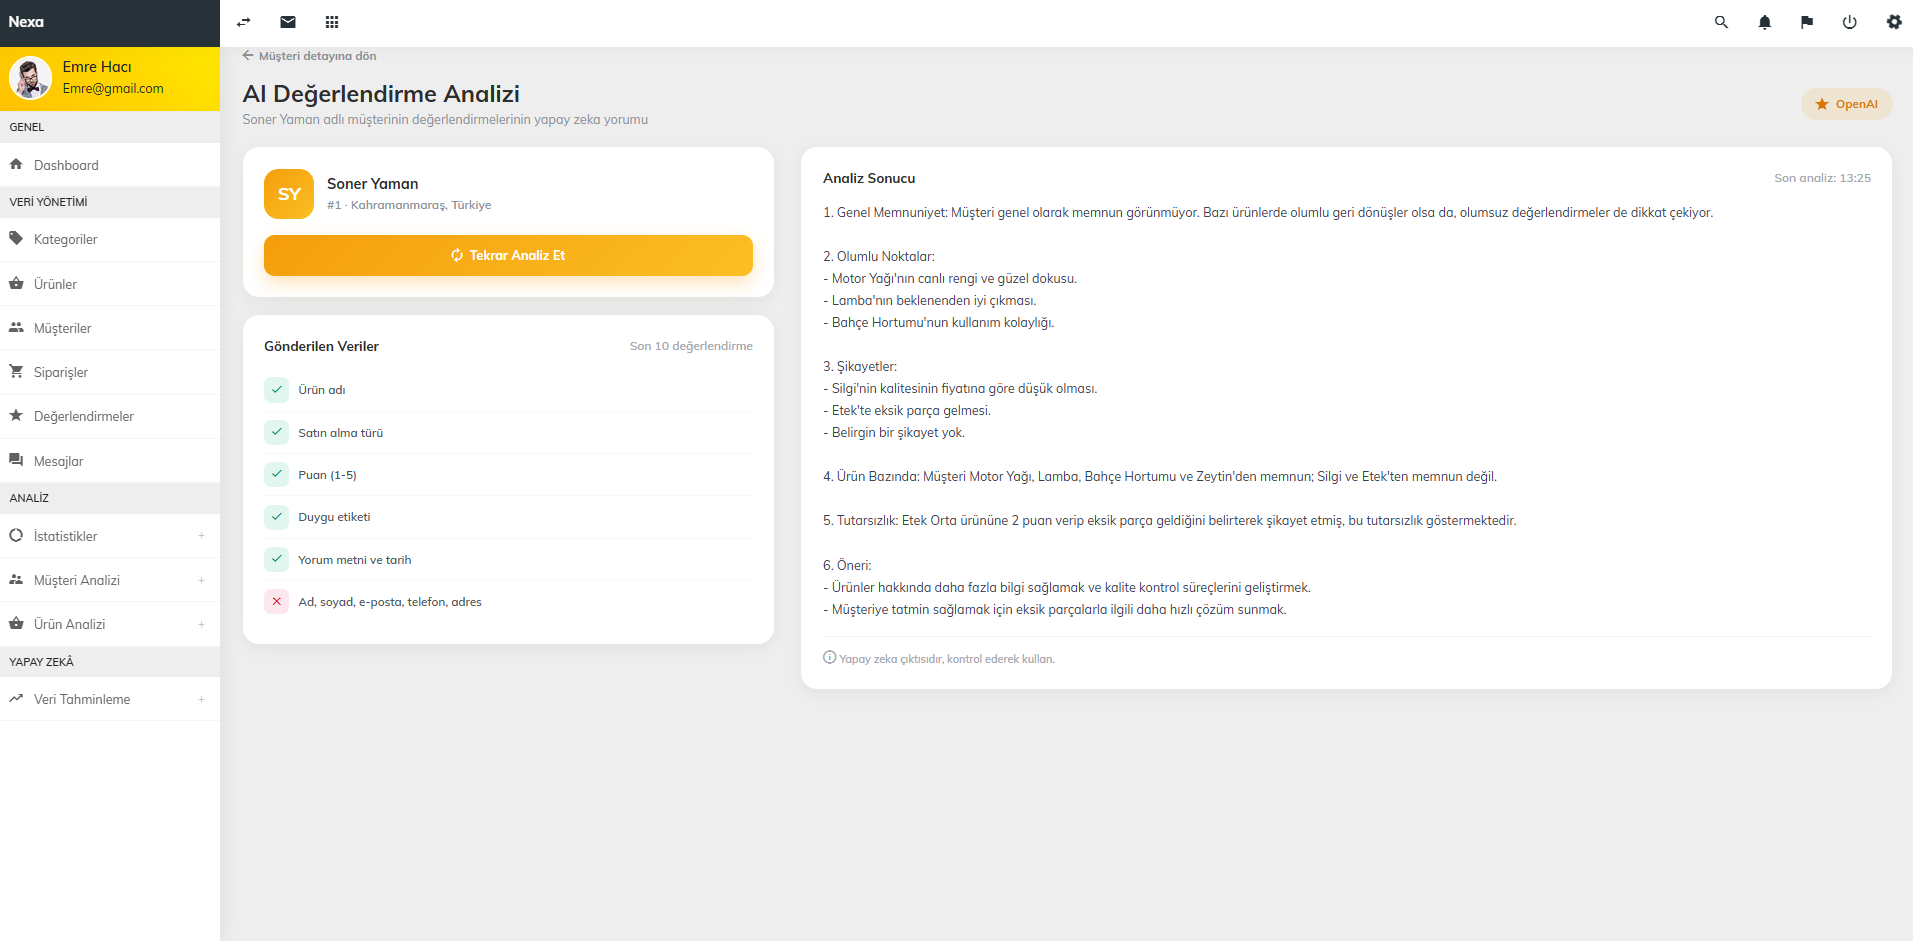 Nexa
Emre Hacı
Emre@gmail.com
GENEL
Dashboard
VERİ YÖNETİMİ
Kategoriler
Ürünler
Müşteriler
Siparişler
Değerlendirmeler
Mesajlar
ANALİZ
İstatistikler +
Müşteri Analizi +
Ürün Analizi +
YAPAY ZEKÂ
Veri Tahminleme +
Müşteri detayına dön
AI Değerlendirme Analizi
Soner Yaman adlı müşterinin değerlendirmelerinin yapay zeka yorumu
OpenAI
SY
Soner Yaman
#1 · Kahramanmaraş, Türkiye
Tekrar Analiz Et
Gönderilen Veriler
Son 10 değerlendirme
Ürün adı
Satın alma türü
Puan (1-5)
Duygu etiketi
Yorum metni ve tarih
Ad, soyad, e-posta, telefon, adres
Analiz Sonucu
Son analiz: 13:25
1. Genel Memnuniyet: Müşteri genel olarak memnun görünmüyor. Bazı ürünlerde olumlu geri dönüşler olsa da, olumsuz değerlendirmeler de dikkat çekiyor.
2. Olumlu Noktalar:
- Motor Yağı'nın canlı rengi ve güzel dokusu.
- Lamba'nın beklenenden iyi çıkması.
- Bahçe Hortumu'nun kullanım kolaylığı.
3. Şikayetler:
- Silgi'nin kalitesinin fiyatına göre düşük olması.
- Etek'te eksik parça gelmesi.
- Belirgin bir şikayet yok.
4. Ürün Bazında: Müşteri Motor Yağı, Lamba, Bahçe Hortumu ve Zeytin'den memnun; Silgi ve Etek'ten memnun değil.
5. Tutarsızlık: Etek Orta ürününe 2 puan verip eksik parça geldiğini belirterek şikayet etmiş, bu tutarsızlık göstermektedir.
6. Öneri:
- Ürünler hakkında daha fazla bilgi sağlamak ve kalite kontrol süreçlerini geliştirmek.
- Müşteriye tatmin sağlamak için eksik parçalarla ilgili daha hızlı çözüm sunmak.
Yapay zeka çıktısıdır, kontrol ederek kullan.